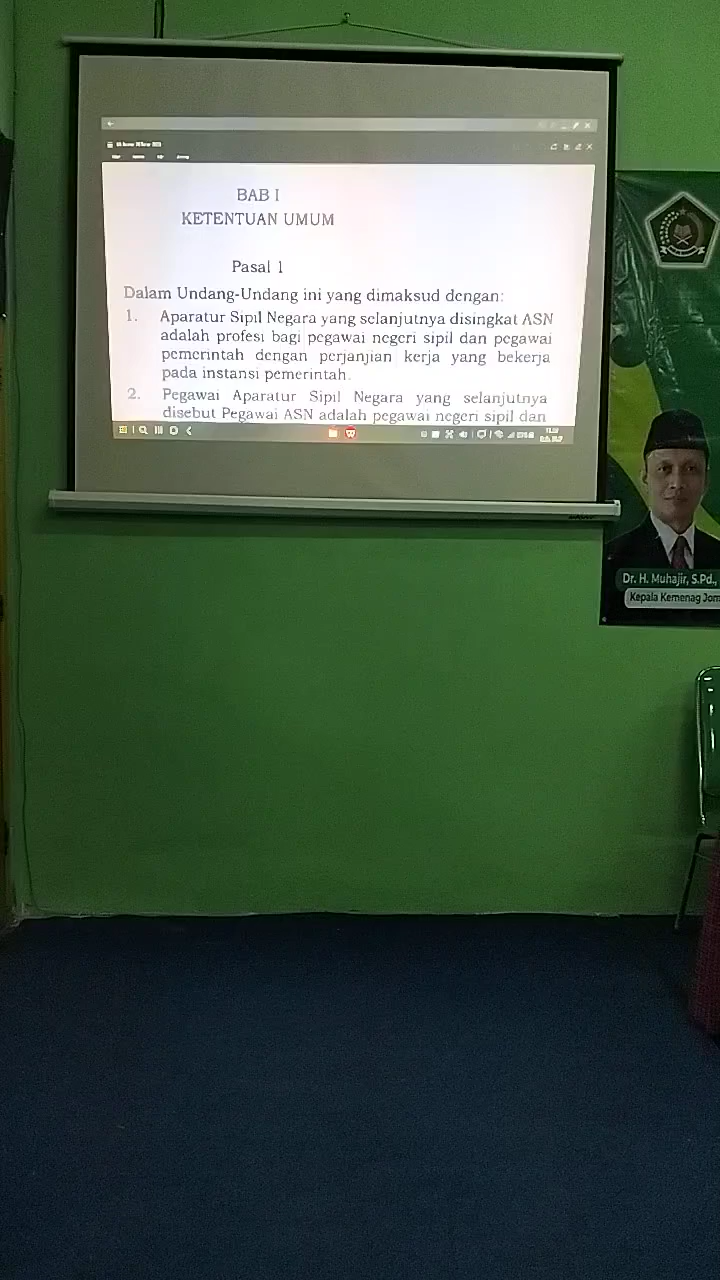 BAB I
KETENTUAN UMUM
Pasal 1
Dalam Undang-Undang ini yang dimaksud dengan:
1. Aparatur Sipil Negara yang selanjutnya disingkat ASN
adalah profesi bagi pegawai negeri sipil dan pegawai
pemerintah dengan perjanjian kerja yang bekerja
pada instansi pemerintah.
2. Pegawai Aparatur Sipil Negara yang selanjutnya
disebut Pegawai ASN adalah pegawai negeri sipil dan
Dr. H. Muhajir, S.Pd.,
Kepala Kemenag Jom